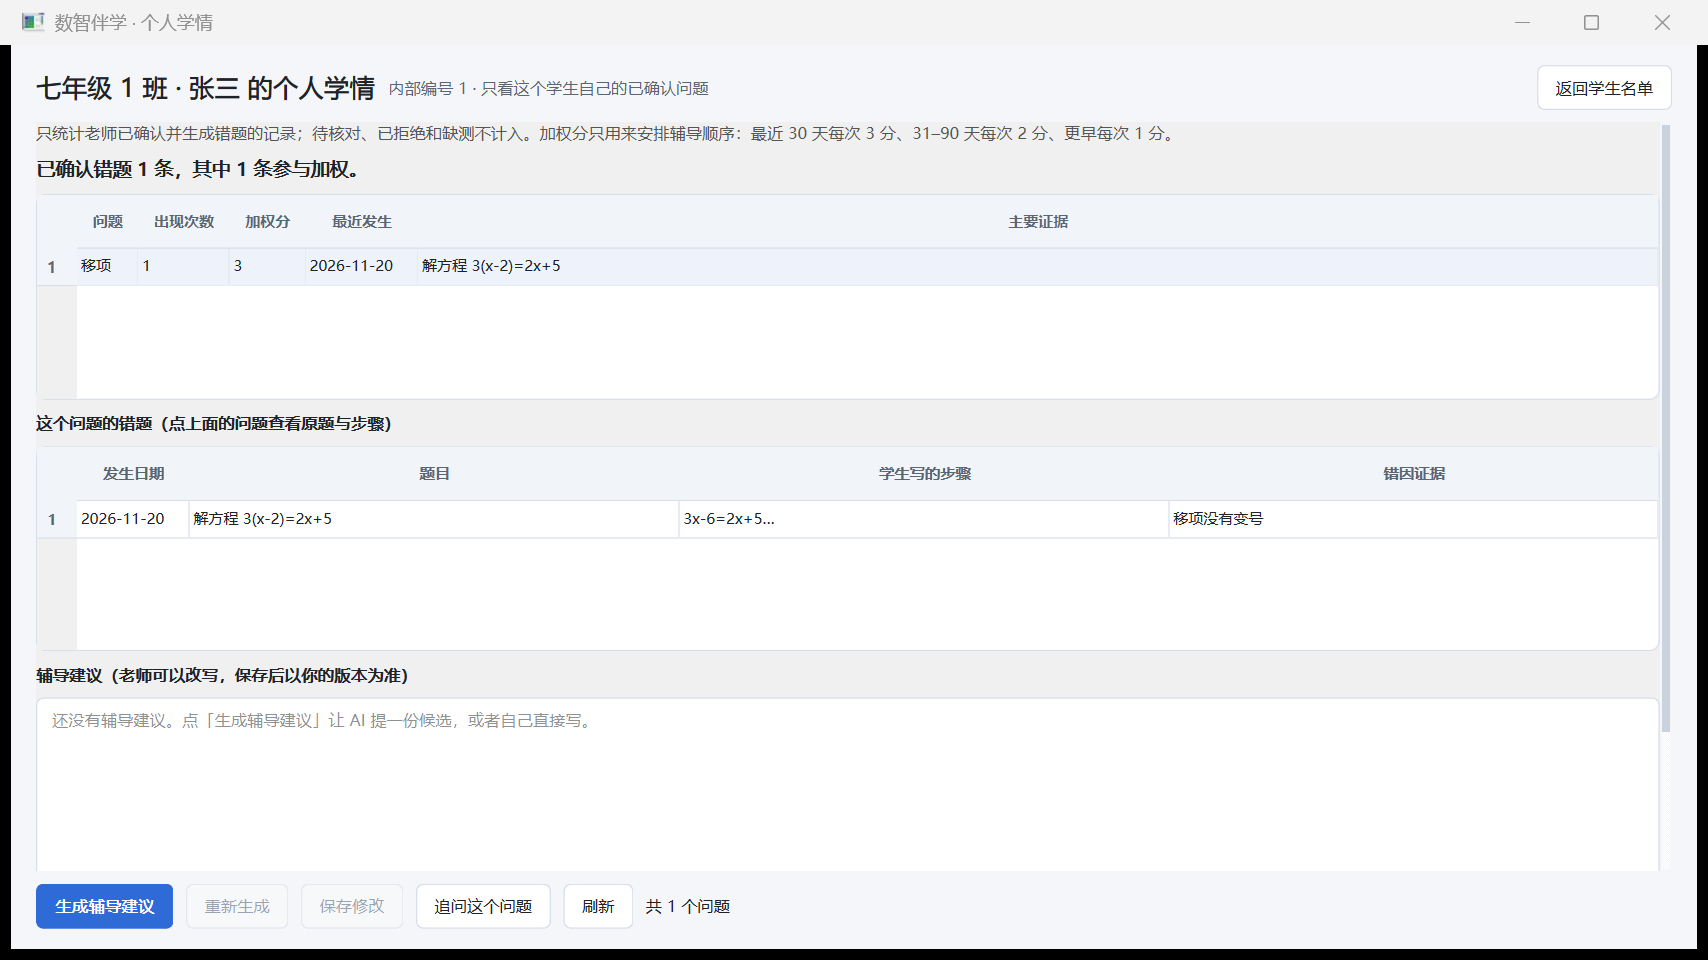 数智伴学 · 个人学情
七年级 1 班 · 张三 的个人学情 内部编号 1 · 只看这个学生自己的已确认问题 返回学生名单
只统计老师已确认并生成错题的记录；待核对、已拒绝和缺测不计入。加权分只用来安排辅导顺序：最近 30 天每次 3 分、31–90 天每次 2 分、更早每次 1 分。
已确认错题 1 条，其中 1 条参与加权。
问题 出现次数 加权分 最近发生 主要证据
1 移项 1 3 2026-11-20 解方程 3(x-2)=2x+5
这个问题的错题（点上面的问题查看原题与步骤）
发生日期 题目 学生写的步骤 错因证据
1 2026-11-20 解方程 3(x-2)=2x+5 3x-6=2x+5... 移项没有变号
辅导建议（老师可以改写，保存后以你的版本为准）
还没有辅导建议。点「生成辅导建议」让 AI 提一份候选，或者自己直接写。
生成辅导建议 重新生成 保存修改 追问这个问题 刷新 共 1 个问题